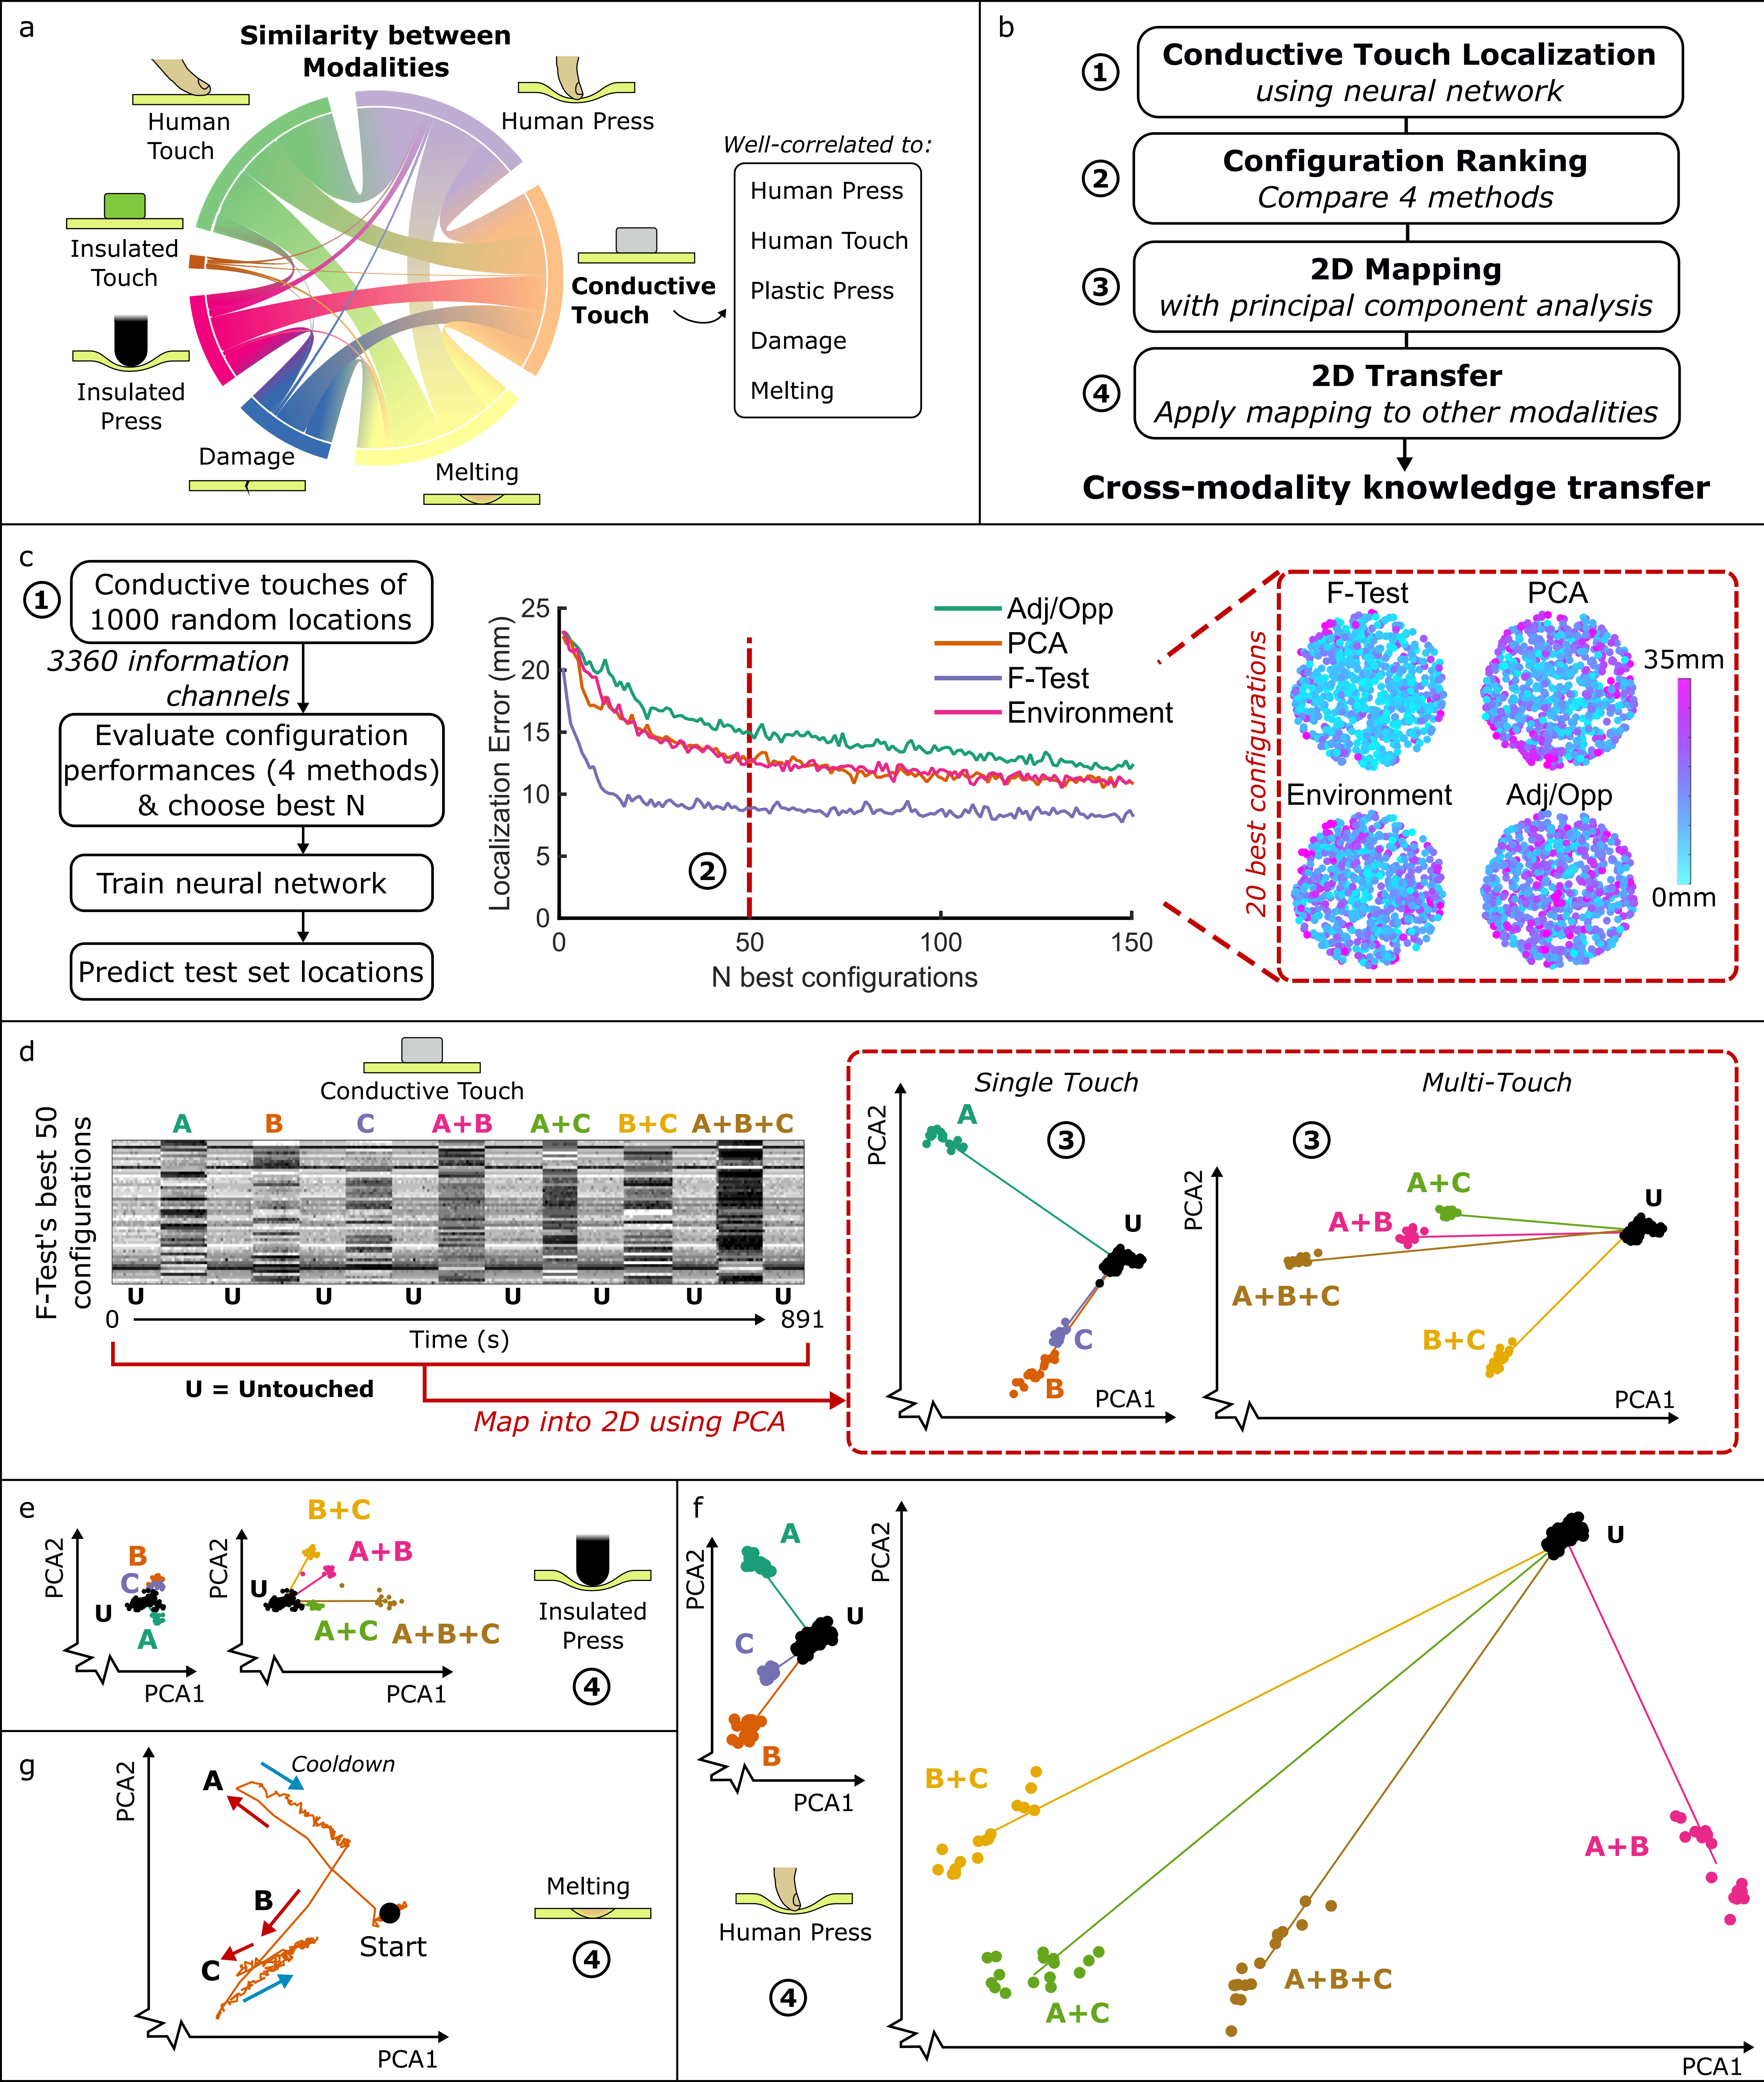 a
Similarity between
Modalities
Human
Touch
Human Press
Insulated
Touch
Insulated
Press
Damage
Melting
Conductive
Touch
Well-correlated to:
Human Press
Human Touch
Plastic Press
Damage
Melting
b
1
Conductive Touch Localization
using neural network
2
Configuration Ranking
Compare 4 methods
3
2D Mapping
with principal component analysis
4
2D Transfer
Apply mapping to other modalities
Cross-modality knowledge transfer
c
1
Conductive touches of
1000 random locations
3360 information
channels
Evaluate configuration
performances (4 methods)
& choose best N
Train neural network
Predict test set locations
Localization Error (mm)
25
20
15
10
5
0
0
50
100
150
N best configurations
2
Adj/Opp
PCA
F-Test
Environment
20 best configurations
F-Test
PCA
Environment
Adj/Opp
35mm
0mm
d
Conductive Touch
F-Test's best 50
configurations
A
B
C
A+B
A+C
B+C
A+B+C
U
U
U
U
U
U
U
U
0
Time (s)
891
U = Untouched
Map into 2D using PCA
Single Touch
3
PCA2
A
U
C
B
PCA1
Multi-Touch
3
PCA2
A+C
A+B
U
A+B+C
B+C
PCA1
e
PCA2
B
C
U
A
PCA1
PCA2
B+C
A+B
U
A+C
A+B+C
PCA1
Insulated
Press
4
f
PCA2
A
U
C
B
PCA1
Human Press
4
PCA2
U
B+C
A+B
A+C
A+B+C
PCA1
g
PCA2
A
Cooldown
B
C
Start
PCA1
Melting
4